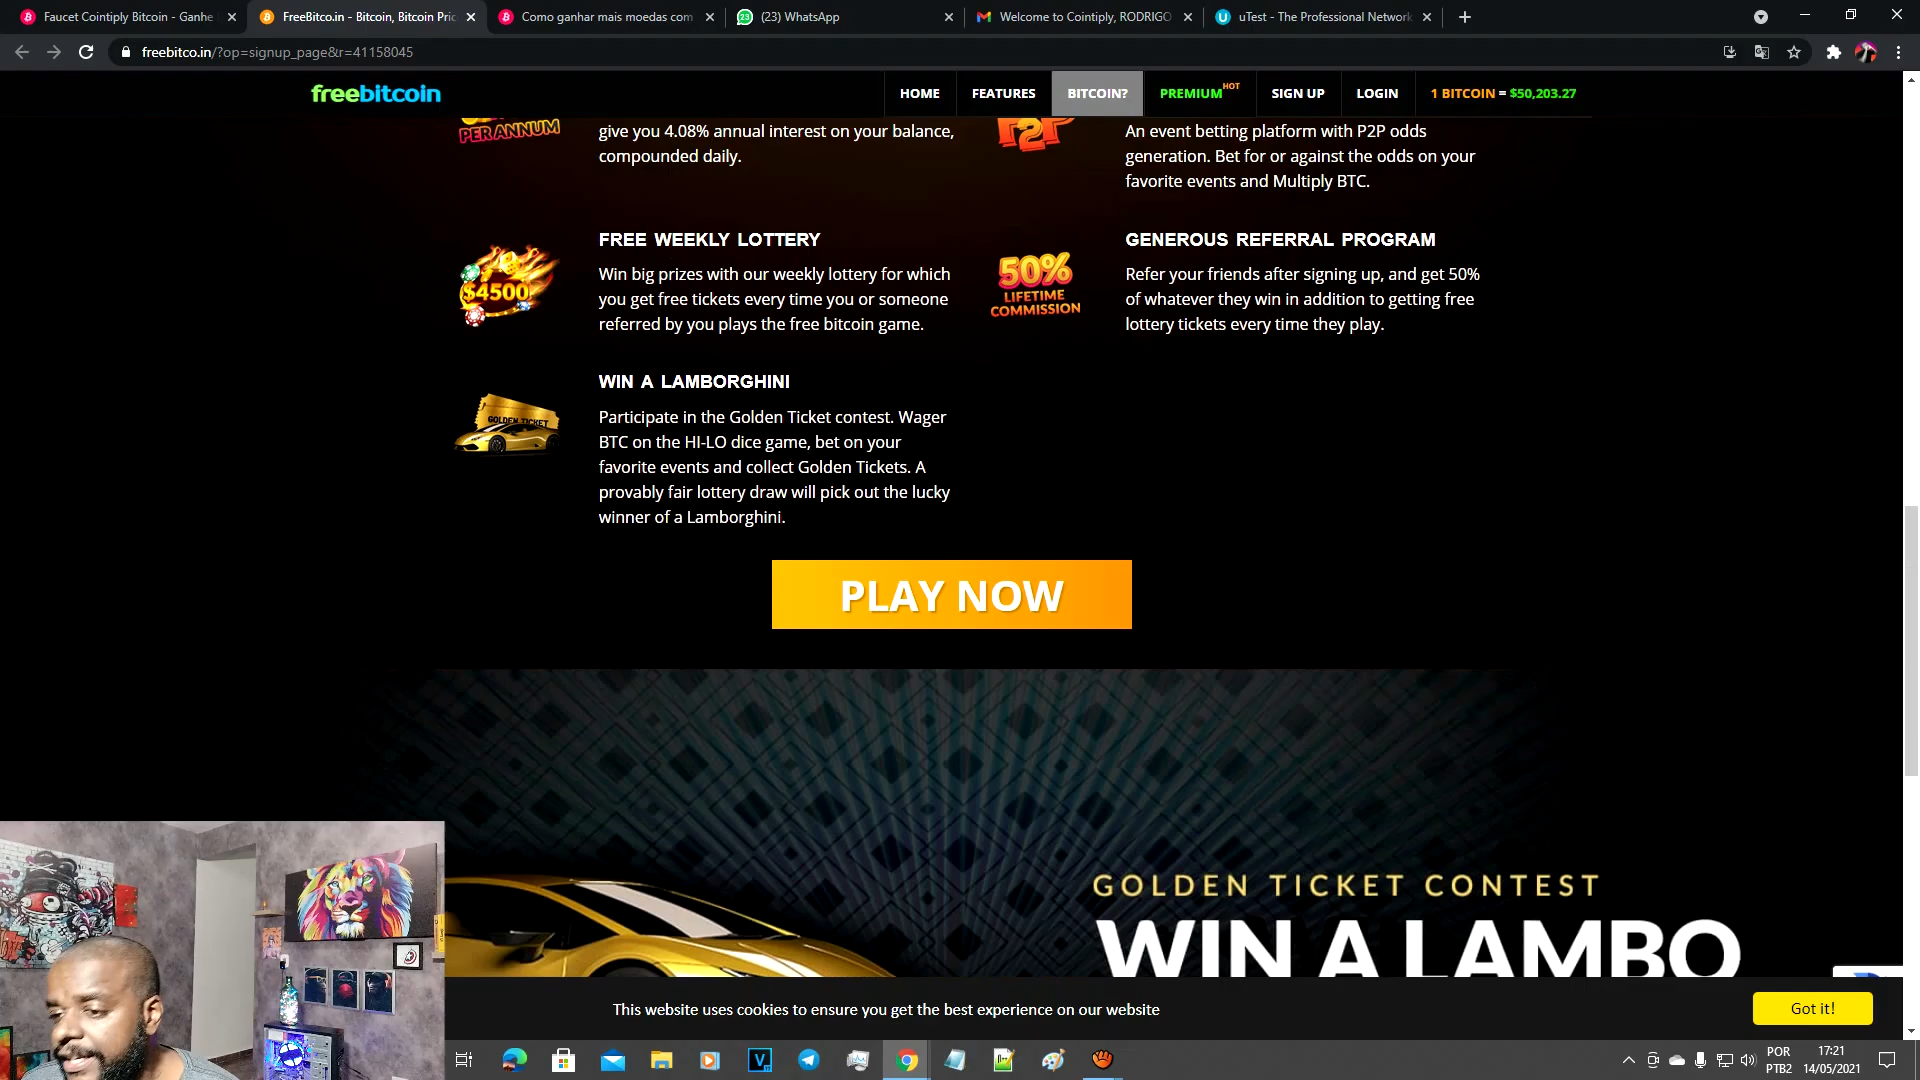 Faucet Cointiply Bitcoin - Ganhe
FreeBitco.in - Bitcoin, Bitcoin Pric
Como ganhar mais moedas com
(23) WhatsApp
Welcome to Cointiply, RODRIGO
uTest - The Professional Network
freebitco.in/?op=signup_page&r=41158045
freebitcoin
HOME
FEATURES
BITCOIN?
PREMIUM HOT
SIGN UP
LOGIN
1 BITCOIN = $50,203.27
PER ANNUM
give you 4.08% annual interest on your balance,
compounded daily.
P2P
An event betting platform with P2P odds
generation. Bet for or against the odds on your
favorite events and Multiply BTC.
$4500
FREE WEEKLY LOTTERY
Win big prizes with our weekly lottery for which
you get free tickets every time you or someone
referred by you plays the free bitcoin game.
50%
LIFETIME
COMMISSION
GENEROUS REFERRAL PROGRAM
Refer your friends after signing up, and get 50%
of whatever they win in addition to getting free
lottery tickets every time they play.
GOLDEN TICKET
WIN A LAMBORGHINI
Participate in the Golden Ticket contest. Wager
BTC on the HI-LO dice game, bet on your
favorite events and collect Golden Tickets. A
provably fair lottery draw will pick out the lucky
winner of a Lamborghini.
PLAY NOW
GOLDEN TICKET CONTEST
WIN A LAMBO
This website uses cookies to ensure you get the best experience on our website
Got it!
POR
PTB2
17:21
14/05/2021